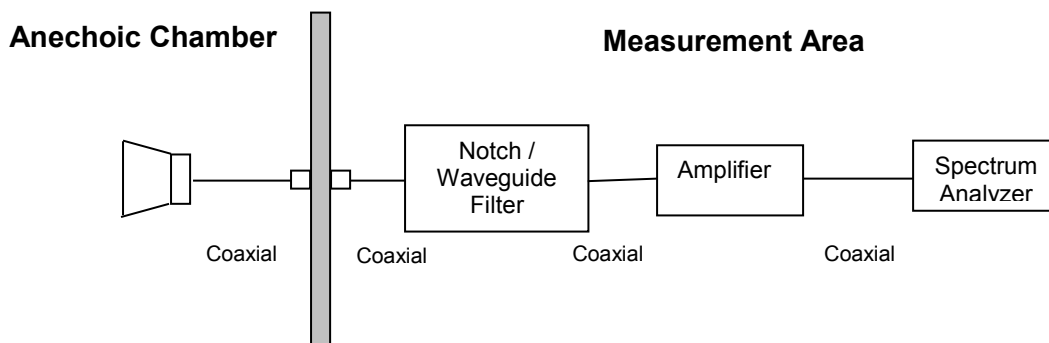 Anechoic Chamber
Measurement Area
Notch /
Waveguide
Filter
Amplifier
Spectrum
Analyzer
Coaxial
Coaxial
Coaxial
Coaxial